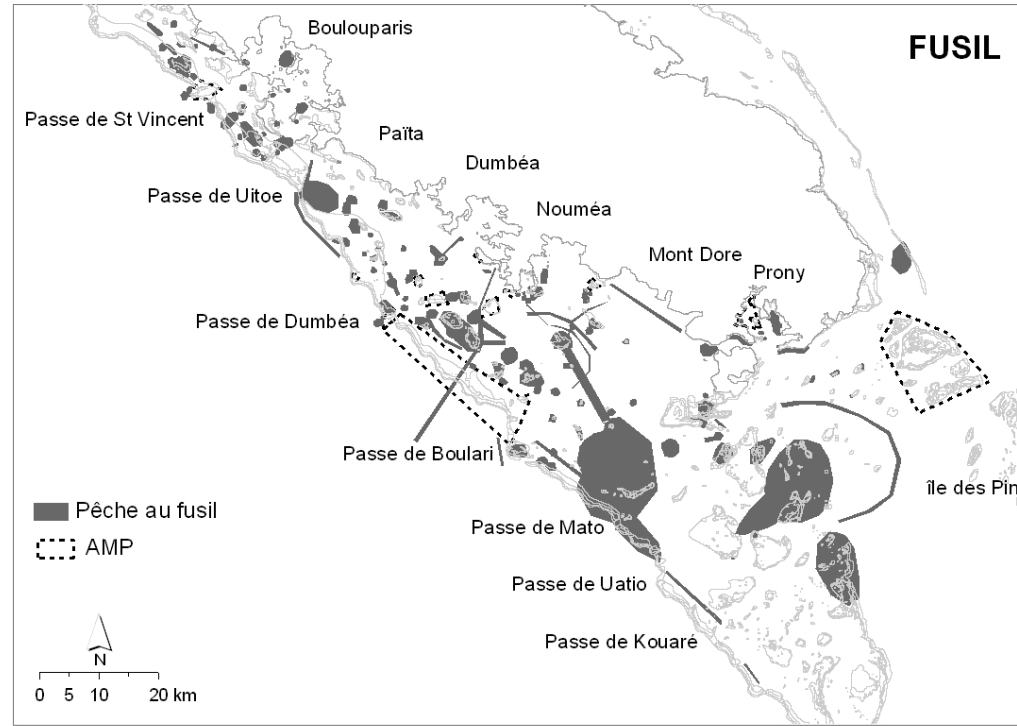 Boulouparis
FUSIL
Passe de St Vincent
Païta
Dumbéa
Passe de Uitoe
Nouméa
Mont Dore
Prony
Passe de Dumbéa
Passe de Boulari
île des Pin
Pêche au fusil
Passe de Mato
AMP
Passe de Uatio
Passe de Kouaré
N
0 5 10 20 km